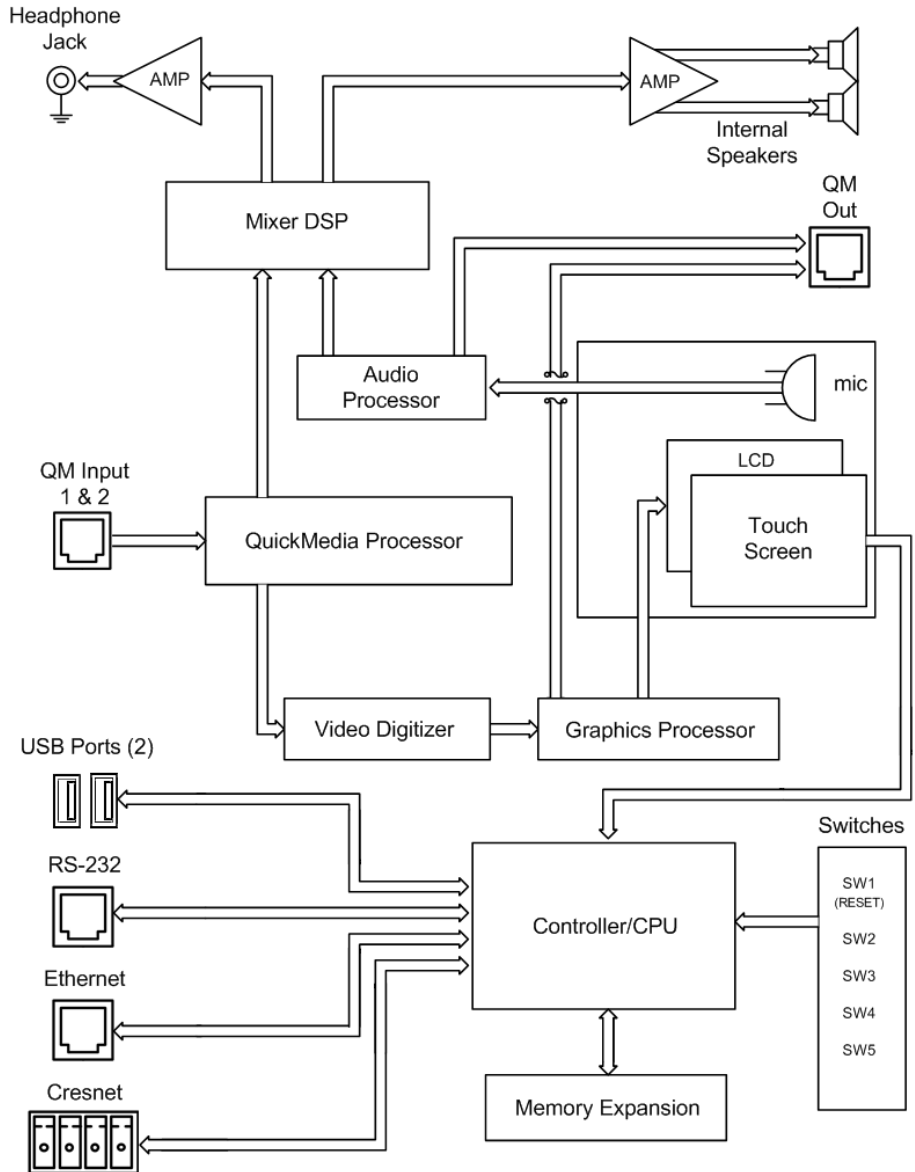 Headphone
Jack
AMP
AMP
Internal
Speakers
Mixer DSP
QM
Out
Audio
Processor
mic
LCD
Touch
Screen
QM Input
1 & 2
QuickMedia Processor
Video Digitizer
Graphics Processor
USB Ports (2)
RS-232
Ethernet
Cresnet
Controller/CPU
Switches
SW1
(RESET)
SW2
SW3
SW4
SW5
Memory Expansion